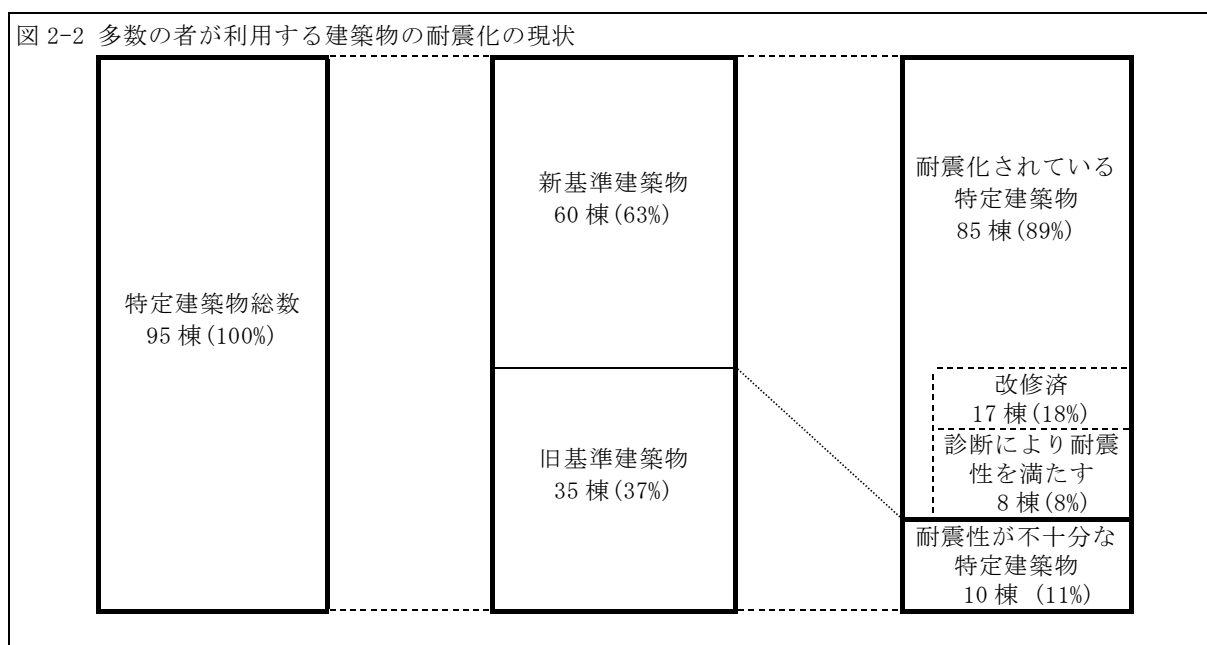 図 2-2 多数の者が利用する建築物の耐震化の現状
特定建築物総数
95 棟(100%)
新基準建築物
60 棟(63%)
旧基準建築物
35 棟(37%)
耐震化されている
特定建築物
85 棟(89%)
改修済
17 棟(18%)
診断により耐震
性を満たす
8 棟(8%)
耐震性が不十分な
特定建築物
10 棟 (11%)